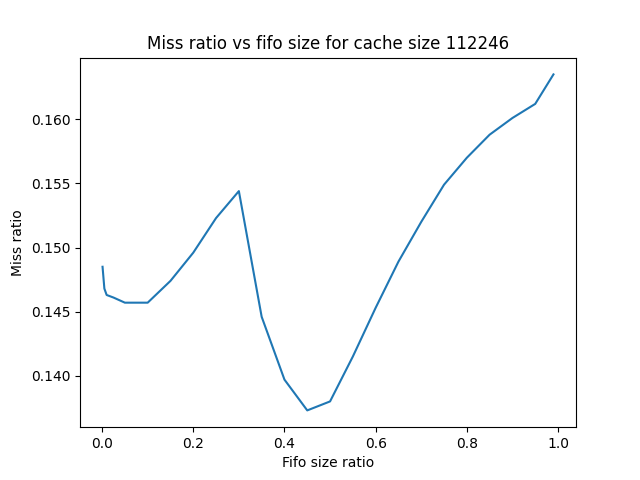 Miss ratio vs fifo size for cache size 112246
0.160
0.155
0.150
0.145
0.140
Miss ratio
0.0 0.2 0.4 0.6 0.8 1.0
Fifo size ratio